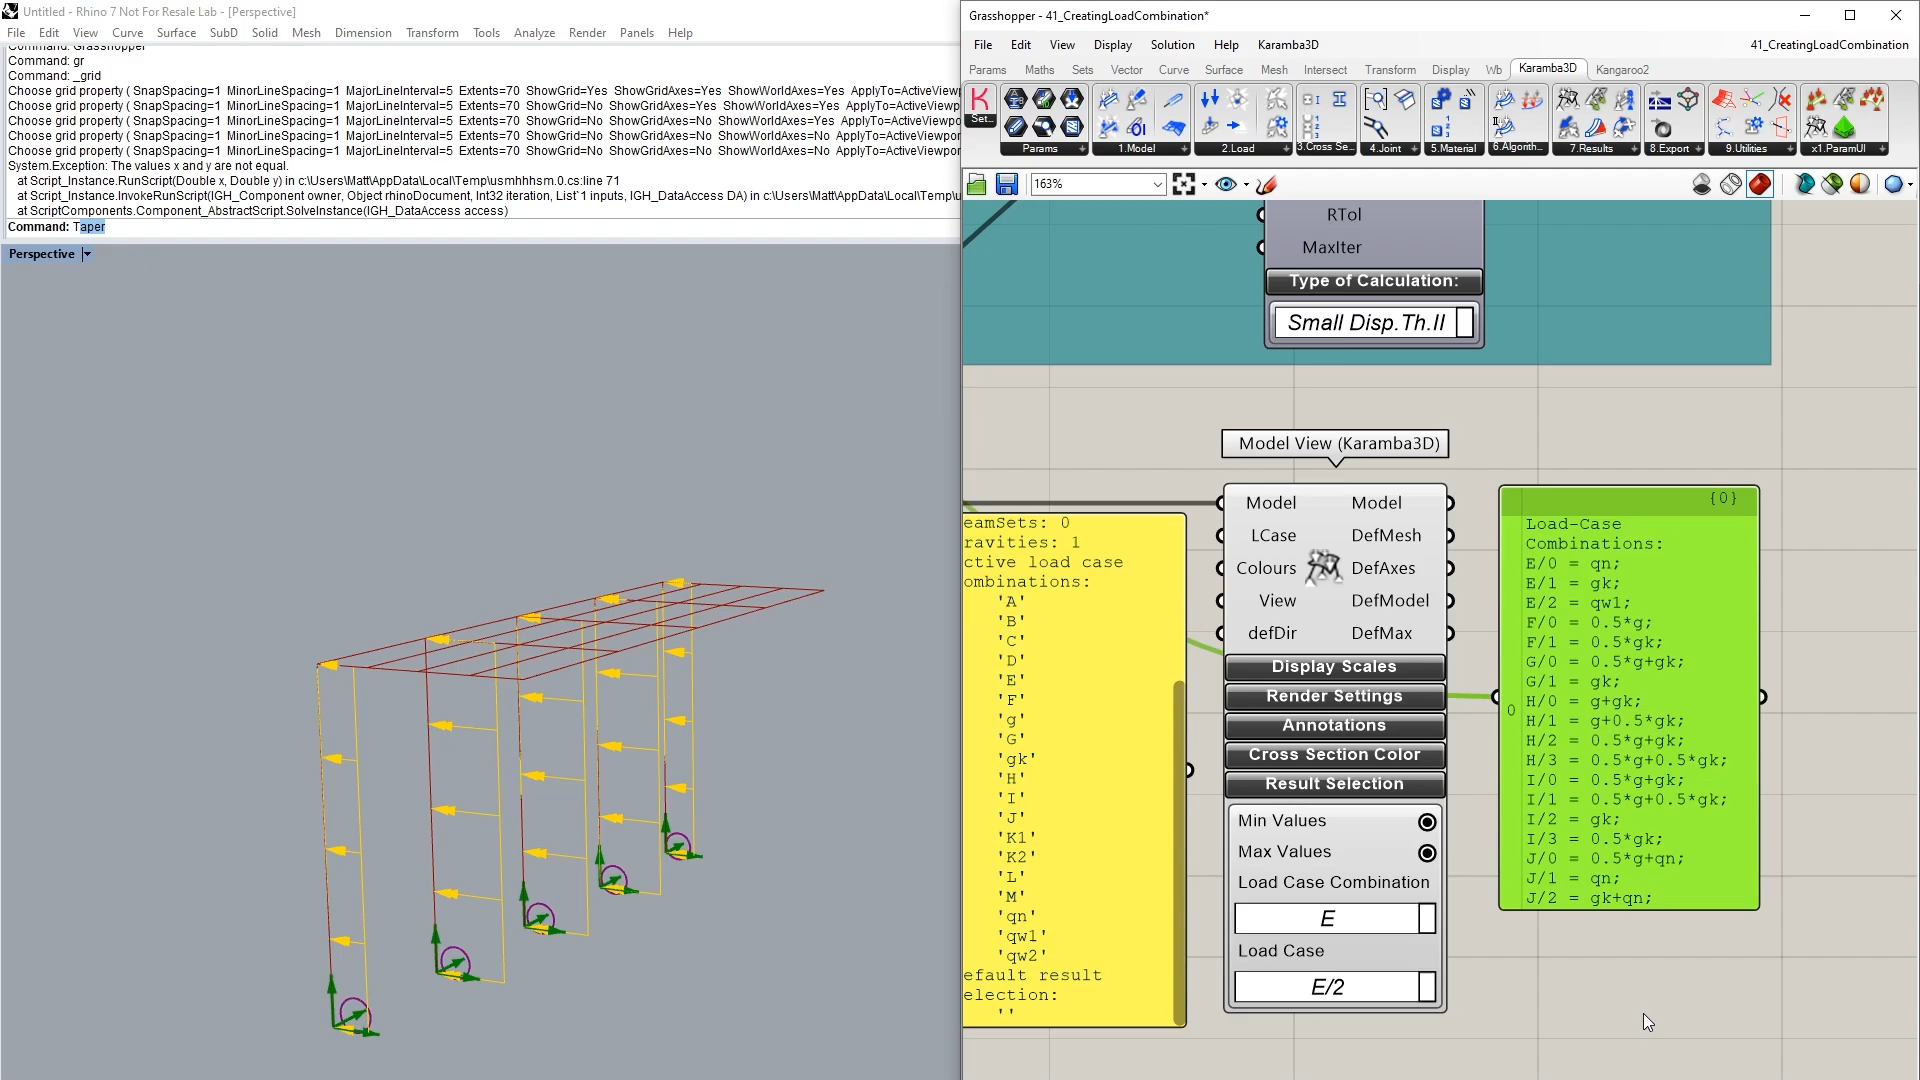 Untitled - Rhino 7 Not For Resale Lab - [Perspective]
File Edit View Curve Surface SubD Solid Mesh Dimension Transform Tools Analyze Render Panels Help
Command: Grasshopper
Command: gr
Command: _grid
Choose grid property ( SnapSpacing=1 MinorLineSpacing=1 MajorLineInterval=5 Extents=70 ShowGrid=Yes ShowGridAxes=Yes ShowWorldAxes=Yes ApplyTo=ActiveViewp
Choose grid property ( SnapSpacing=1 MinorLineSpacing=1 MajorLineInterval=5 Extents=70 ShowGrid=No ShowGridAxes=Yes ShowWorldAxes=Yes ApplyTo=ActiveViewp
Choose grid property ( SnapSpacing=1 MinorLineSpacing=1 MajorLineInterval=5 Extents=70 ShowGrid=No ShowGridAxes=No ShowWorldAxes=Yes ApplyTo=ActiveViewp
Choose grid property ( SnapSpacing=1 MinorLineSpacing=1 MajorLineInterval=5 Extents=70 ShowGrid=No ShowGridAxes=No ShowWorldAxes=No ApplyTo=ActiveViewpor
Choose grid property ( SnapSpacing=1 MinorLineSpacing=1 MajorLineInterval=5 Extents=70 ShowGrid=No ShowGridAxes=No ShowWorldAxes=No ApplyTo=ActiveViewpor
System.Exception: The values x and y are not equal.
at Script_Instance.RunScript(Double x, Double y) in c:\Users\Matt\AppData\Local\Temp\usmhhhsm.0.cs:line 71
at Script_Instance.InvokeRunScript(IGH_Component owner, Object rhinoDocument, Int32 iteration, List`1 inputs, IGH_DataAccess DA) in c:\Users\Matt\AppData\Local\Temp\u
at ScriptComponents.Component_AbstractScript.SolveInstance(IGH_DataAccess access)
Command: Taper
Perspective
Grasshopper - 41_CreatingLoadCombination*
File Edit View Display Solution Help Karamba3D 41_CreatingLoadCombination
Params Maths Sets Vector Curve Surface Mesh Intersect Transform Display Wb Karamba3D Kangaroo2
Set... Params 1.Model 2.Load 3.Cross Se... 4.Joint 5.Material 6.Algorith... 7.Results 8.Export 9.Utilities x1.ParamUI
163%
RTol
MaxIter
Type of Calculation:
Small Disp.Th.II
Model View (Karamba3D)
eamSets: 0
ravities: 1
ctive load case
ombinations:
'A'
'B'
'C'
'D'
'E'
'F'
'g'
'G'
'gk'
'H'
'I'
'J'
'K1'
'K2'
'L'
'M'
'qn'
'qw1'
'qw2'
efault result
election:
''
Model Model
LCase DefMesh
Colours DefAxes
View DefModel
defDir DefMax
Display Scales
Render Settings
Annotations
Cross Section Color
Result Selection
Min Values
Max Values
Load Case Combination
E
Load Case
E/2
{0}
0
Load-Case
Combinations:
E/0 = qn;
E/1 = gk;
E/2 = qw1;
F/0 = 0.5*g;
F/1 = 0.5*gk;
G/0 = 0.5*g+gk;
G/1 = gk;
H/0 = g+gk;
H/1 = g+0.5*gk;
H/2 = 0.5*g+gk;
H/3 = 0.5*g+0.5*gk;
I/0 = 0.5*g+gk;
I/1 = 0.5*g+0.5*gk;
I/2 = gk;
I/3 = 0.5*gk;
J/0 = 0.5*g+qn;
J/1 = qn;
J/2 = gk+qn;